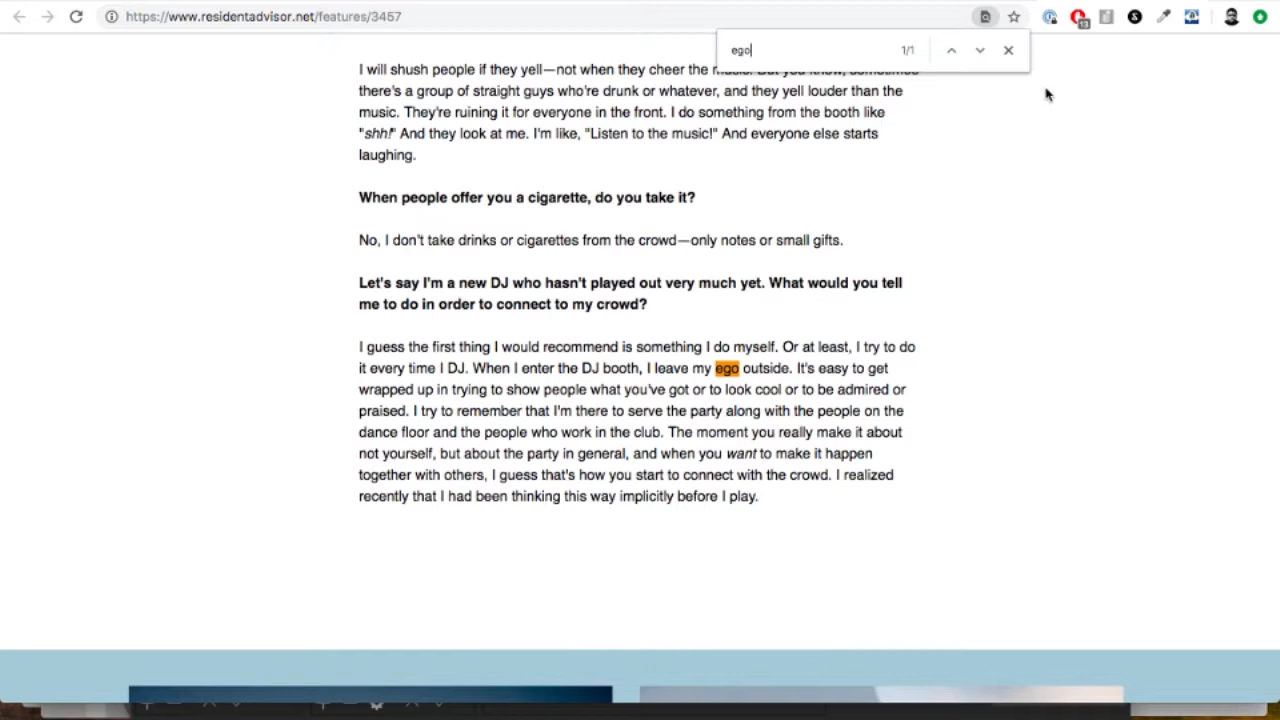 https://www.residentadvisor.net/features/3457
ego 1/1
I will shush people if they yell—not when they cheer the
there's a group of straight guys who're drunk or whatever, and they yell louder than the
music. They're ruining it for everyone in the front. I do something from the booth like
"shh!" And they look at me. I'm like, "Listen to the music!" And everyone else starts
laughing.
When people offer you a cigarette, do you take it?
No, I don't take drinks or cigarettes from the crowd—only notes or small gifts.
Let's say I'm a new DJ who hasn't played out very much yet. What would you tell
me to do in order to connect to my crowd?
I guess the first thing I would recommend is something I do myself. Or at least, I try to do
it every time I DJ. When I enter the DJ booth, I leave my ego outside. It's easy to get
wrapped up in trying to show people what you've got or to look cool or to be admired or
praised. I try to remember that I'm there to serve the party along with the people on the
dance floor and the people who work in the club. The moment you really make it about
not yourself, but about the party in general, and when you want to make it happen
together with others, I guess that's how you start to connect with the crowd. I realized
recently that I had been thinking this way implicitly before I play.